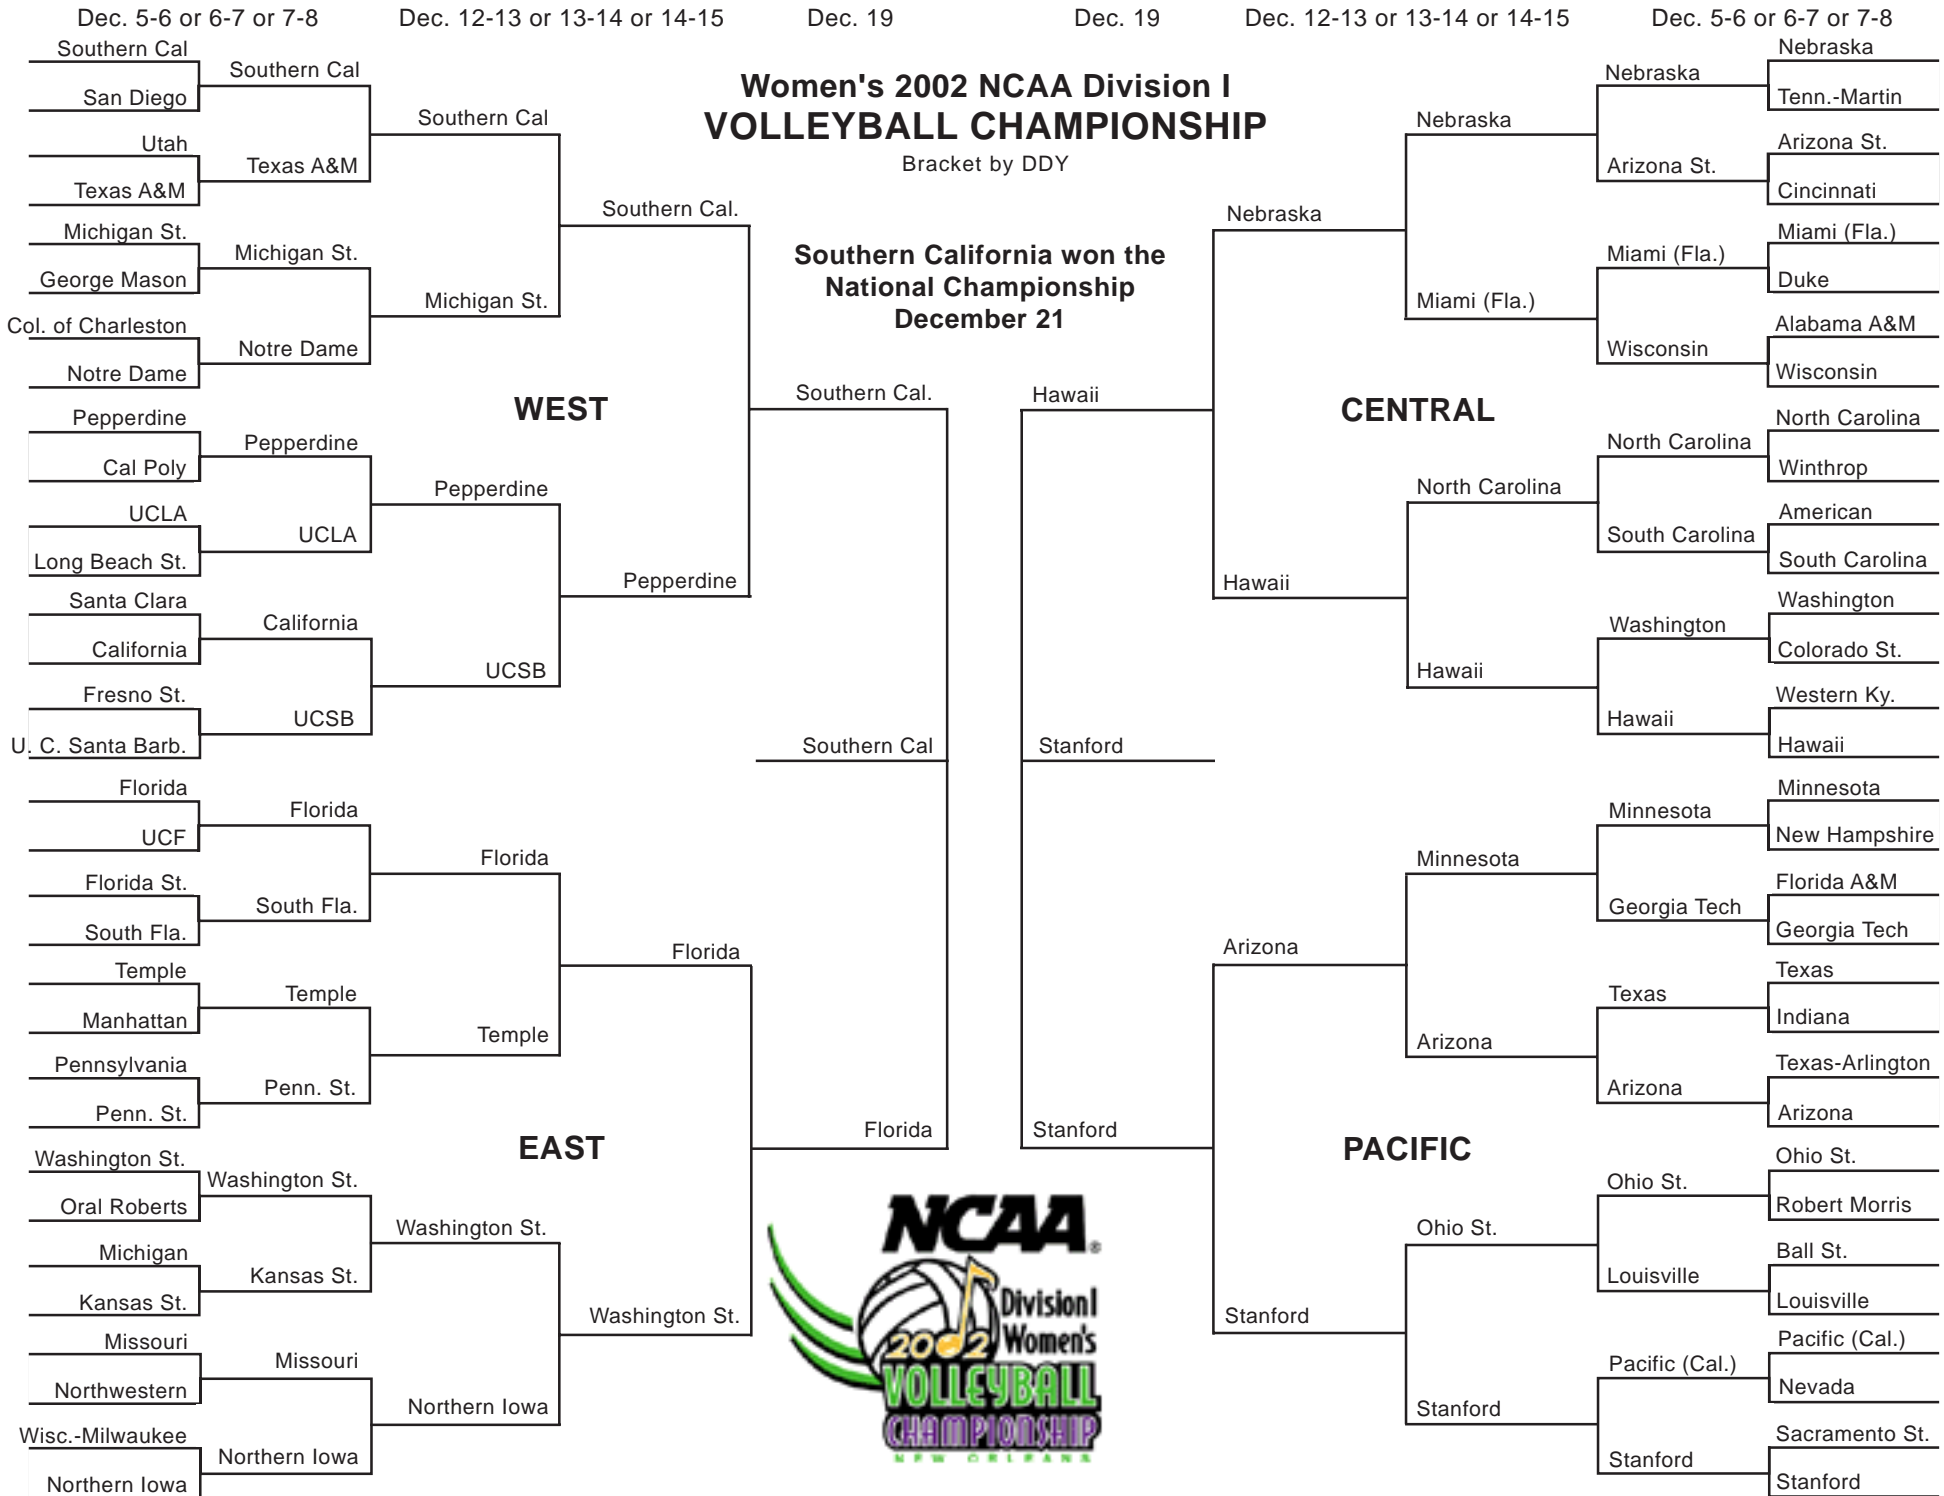 Dec. 5-6 or 6-7 or 7-8
Dec. 12-13 or 13-14 or 14-15
Dec. 19
Dec. 19
Dec. 12-13 or 13-14 or 14-15
Dec. 5-6 or 6-7 or 7-8
Women's 2002 NCAA Division I
VOLLEYBALL CHAMPIONSHIP
Bracket by DDY
Southern California won the
National Championship
December 21
Southern Cal
San Diego
Utah
Texas A&M
Michigan St.
George Mason
Col. of Charleston
Notre Dame
Pepperdine
Cal Poly
UCLA
Long Beach St.
Santa Clara
California
Fresno St.
U. C. Santa Barb.
Florida
UCF
Florida St.
South Fla.
Temple
Manhattan
Pennsylvania
Penn. St.
Washington St.
Oral Roberts
Michigan
Kansas St.
Missouri
Northwestern
Wisc.-Milwaukee
Northern Iowa
Southern Cal
Texas A&M
Michigan St.
Notre Dame
Pepperdine
UCLA
California
UCSB
Florida
South Fla.
Temple
Penn. St.
Washington St.
Kansas St.
Missouri
Northern Iowa
Southern Cal
Michigan St.
Pepperdine
UCSB
Florida
Temple
Washington St.
Northern Iowa
Southern Cal.
Pepperdine
Florida
Washington St.
WEST
EAST
Southern Cal.
Southern Cal
Florida
Hawaii
Stanford
Stanford
CENTRAL
PACIFIC
Nebraska
Hawaii
Arizona
Stanford
Nebraska
Miami (Fla.)
North Carolina
Hawaii
Minnesota
Arizona
Ohio St.
Stanford
Nebraska
Arizona St.
Miami (Fla.)
Wisconsin
North Carolina
South Carolina
Washington
Hawaii
Minnesota
Georgia Tech
Texas
Arizona
Ohio St.
Louisville
Pacific (Cal.)
Stanford
Nebraska
Tenn.-Martin
Arizona St.
Cincinnati
Miami (Fla.)
Duke
Alabama A&M
Wisconsin
North Carolina
Winthrop
American
South Carolina
Washington
Colorado St.
Western Ky.
Hawaii
Minnesota
New Hampshire
Florida A&M
Georgia Tech
Texas
Indiana
Texas-Arlington
Arizona
Ohio St.
Robert Morris
Ball St.
Louisville
Pacific (Cal.)
Nevada
Sacramento St.
Stanford
NCAA®
Division I
2002 Women's
VOLLEYBALL
CHAMPIONSHIP
NEW ORLEANS